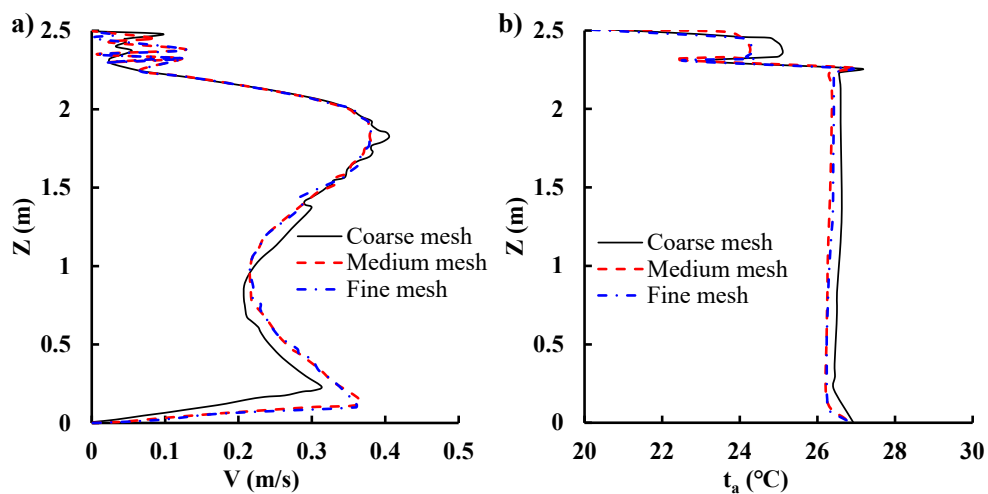 a)
2.5
2
1.5
1
0.5
0
Z (m)
Coarse mesh
Medium mesh
Fine mesh
0 0.1 0.2 0.3 0.4 0.5
V (m/s)
b)
2.5
2
1.5
1
0.5
0
Z (m)
Coarse mesh
Medium mesh
Fine mesh
20 22 24 26 28 30
tₐ (°C)